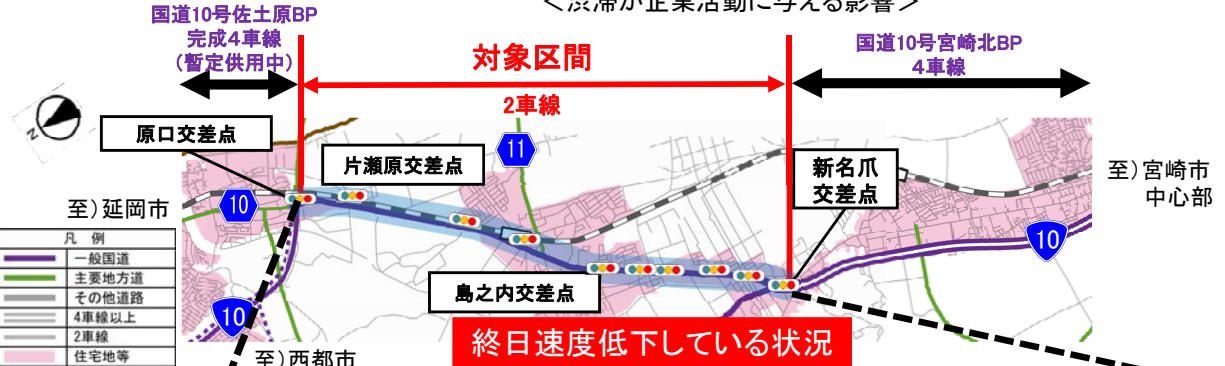 ＜渋滞が企業活動に与える影響＞
国道10号佐土原BP
完成4車線
（暫定供用中）
対象区間
2車線
国道10号宮崎北BP
4車線
N
原口交差点
片瀬原交差点
11
新名爪
交差点
至）宮崎市
中心部
至）延岡市
10
10
凡 例
一般国道
主要地方道
その他道路
4車線以上
2車線
住宅地等
島之内交差点
10
終日速度低下している状況
至）西都市